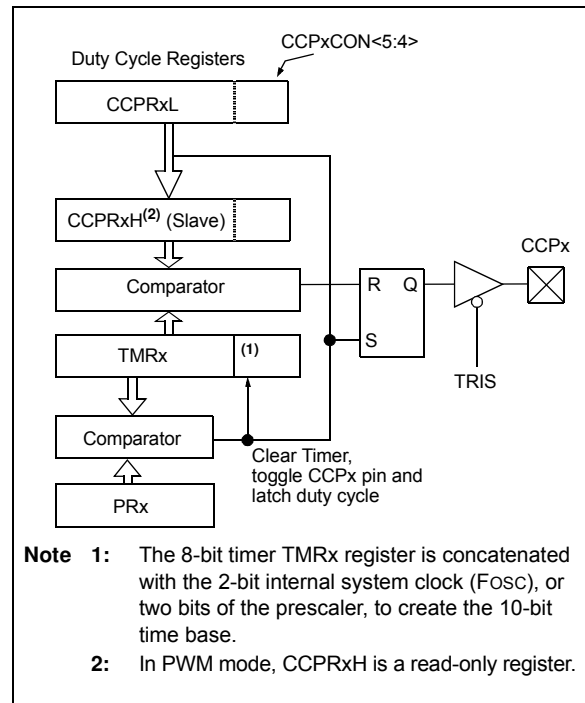 CCPxCON<5:4>
Duty Cycle Registers
CCPRxL
CCPRxH(2) (Slave)
CCPx
Comparator
R Q
TMRx (1)
S
TRIS
Comparator
Clear Timer,
toggle CCPx pin and
latch duty cycle
PRx
Note 1: The 8-bit timer TMRx register is concatenated
with the 2-bit internal system clock (FOSC), or
two bits of the prescaler, to create the 10-bit
time base.
2: In PWM mode, CCPRxH is a read-only register.